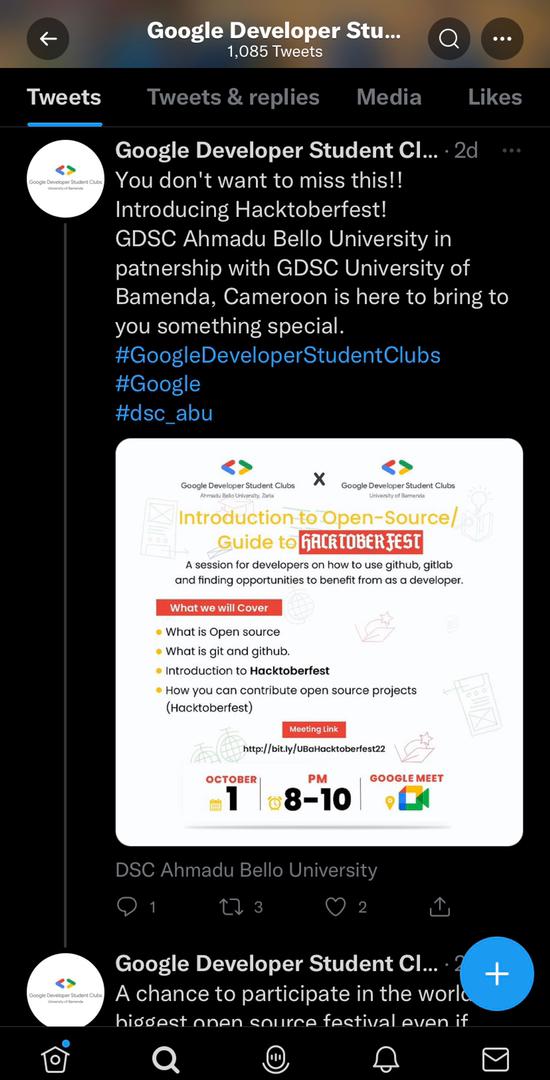 Google Developer Stu...
1,085 Tweets
Tweets
Tweets & replies
Media
Likes
Google Developer Student Cl... · 2d
You don't want to miss this!!
Introducing Hacktoberfest!
GDSC Ahmadu Bello University in
patnership with GDSC University of
Bamenda, Cameroon is here to bring to
you something special.
#GoogleDeveloperStudentClubs
#Google
#dsc_abu
Google Developer Student Clubs
Ahmadu Bello University, Zaria
X
Google Developer Student Clubs
University of Bamenda
Introduction to Open-Source/
Guide to HACKTOBERFEST
A session for developers on how to use github, gitlab
and finding opportunities to benefit from as a developer.
What we will Cover
What is Open source
What is git and github.
Introduction to Hacktoberfest
How you can contribute open source projects
(Hacktoberfest)
Meeting Link
http://bit.ly/UBaHacktoberfest22
OCTOBER
1
PM
8-10
GOOGLE MEET
DSC Ahmadu Bello University
1
3
2
Google Developer Student Cl... · 2
A chance to participate in the world
biggest open source festival even if
Google Developer Student Clubs
University of Bamenda
Google Developer Student Clubs
University of Bamenda